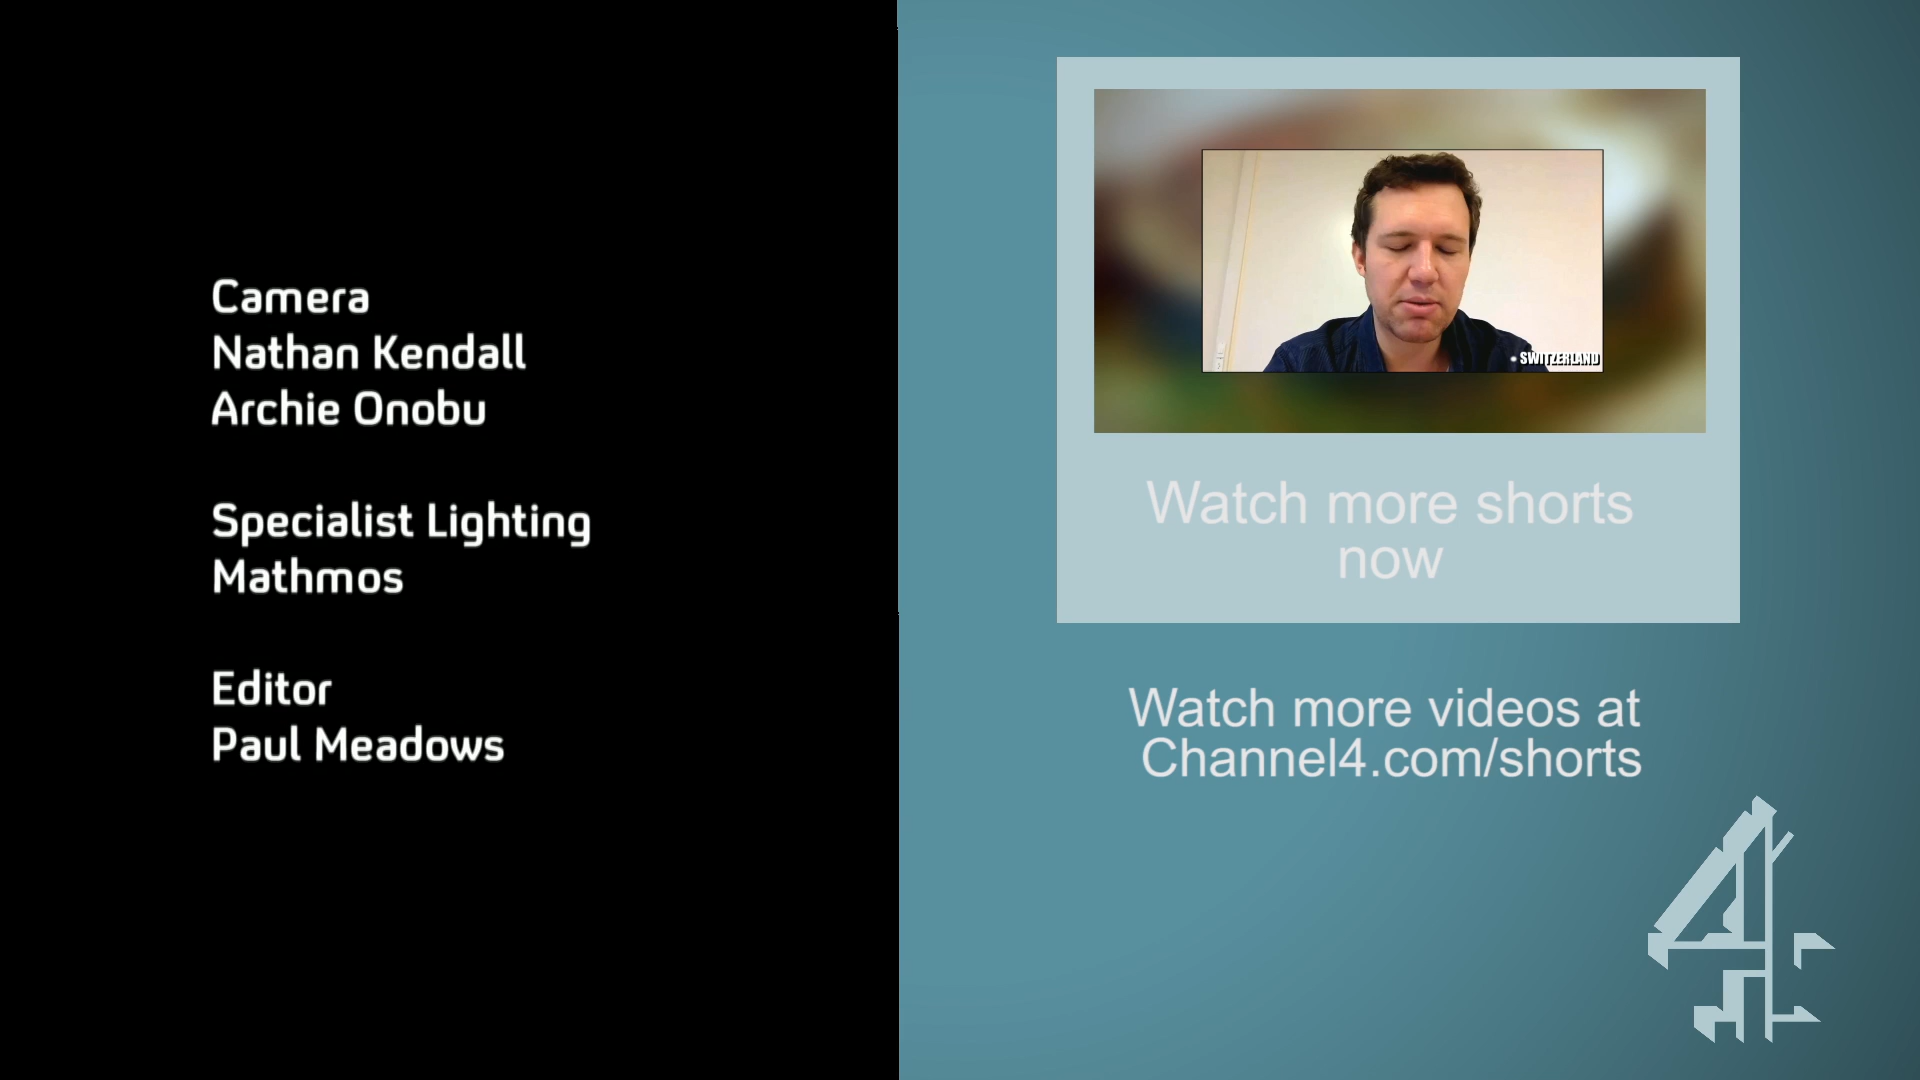 Camera
Nathan Kendall
Archie Onobu
Specialist Lighting
Mathmos
Editor
Paul Meadows
SWITZERLAND
Watch more shorts
now
Watch more videos at
Channel4.com/shorts
4